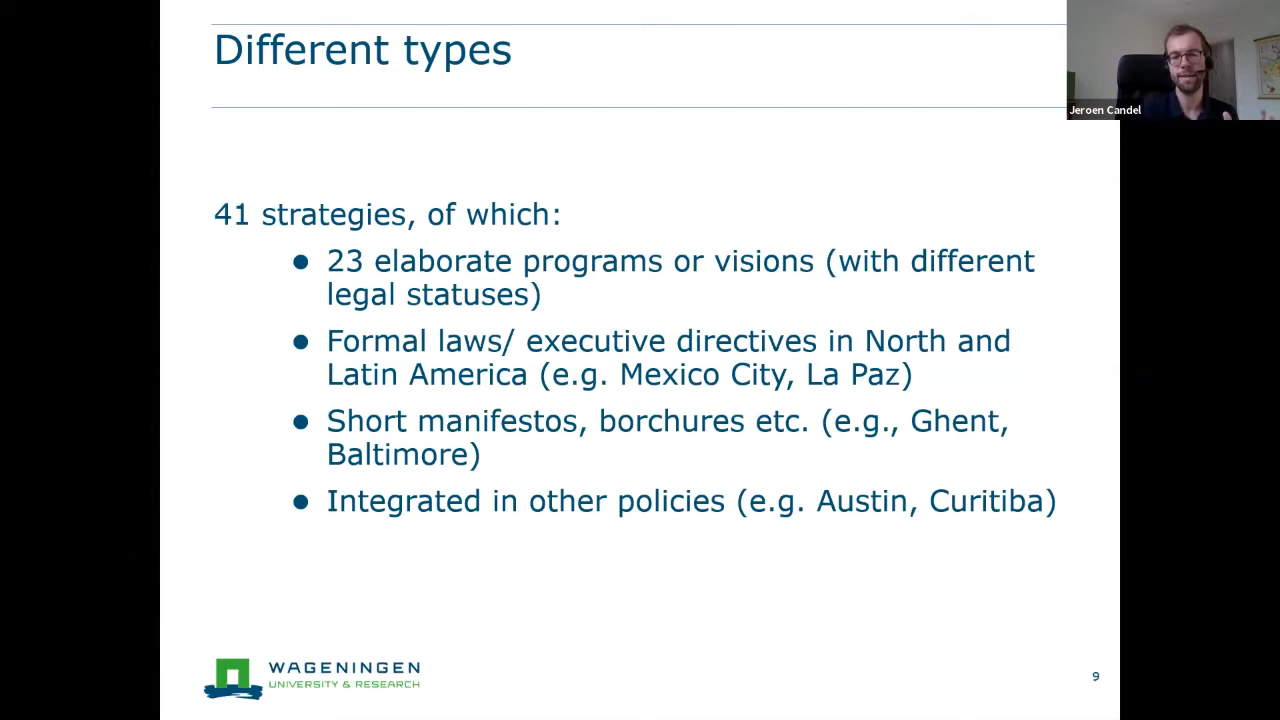 Different types
Jeroen Candel
41 strategies, of which:
● 23 elaborate programs or visions (with different
legal statuses)
● Formal laws/ executive directives in North and
Latin America (e.g. Mexico City, La Paz)
● Short manifestos, borchures etc. (e.g., Ghent,
Baltimore)
● Integrated in other policies (e.g. Austin, Curitiba)
WAGENINGEN
UNIVERSITY & RESEARCH
9